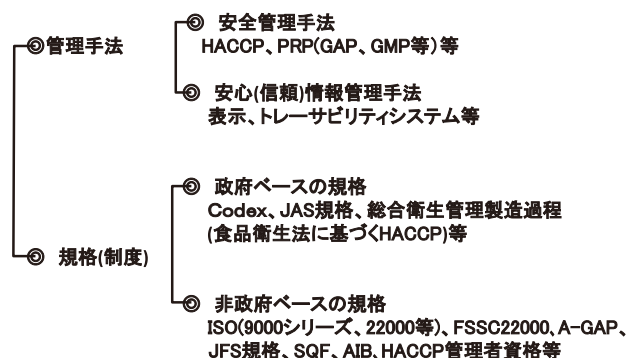 ◎管理手法
◎ 安全管理手法
HACCP、PRP(GAP、GMP等)等
◎ 安心(信頼)情報管理手法
表示、トレーサビリティシステム等
◎ 規格(制度)
◎ 政府ベースの規格
Codex、JAS規格、総合衛生管理製造過程
(食品衛生法に基づくHACCP)等
◎ 非政府ベースの規格
ISO(9000シリーズ、22000等)、FSSC22000、A-GAP、
JFS規格、SQF、AIB、HACCP管理者資格等